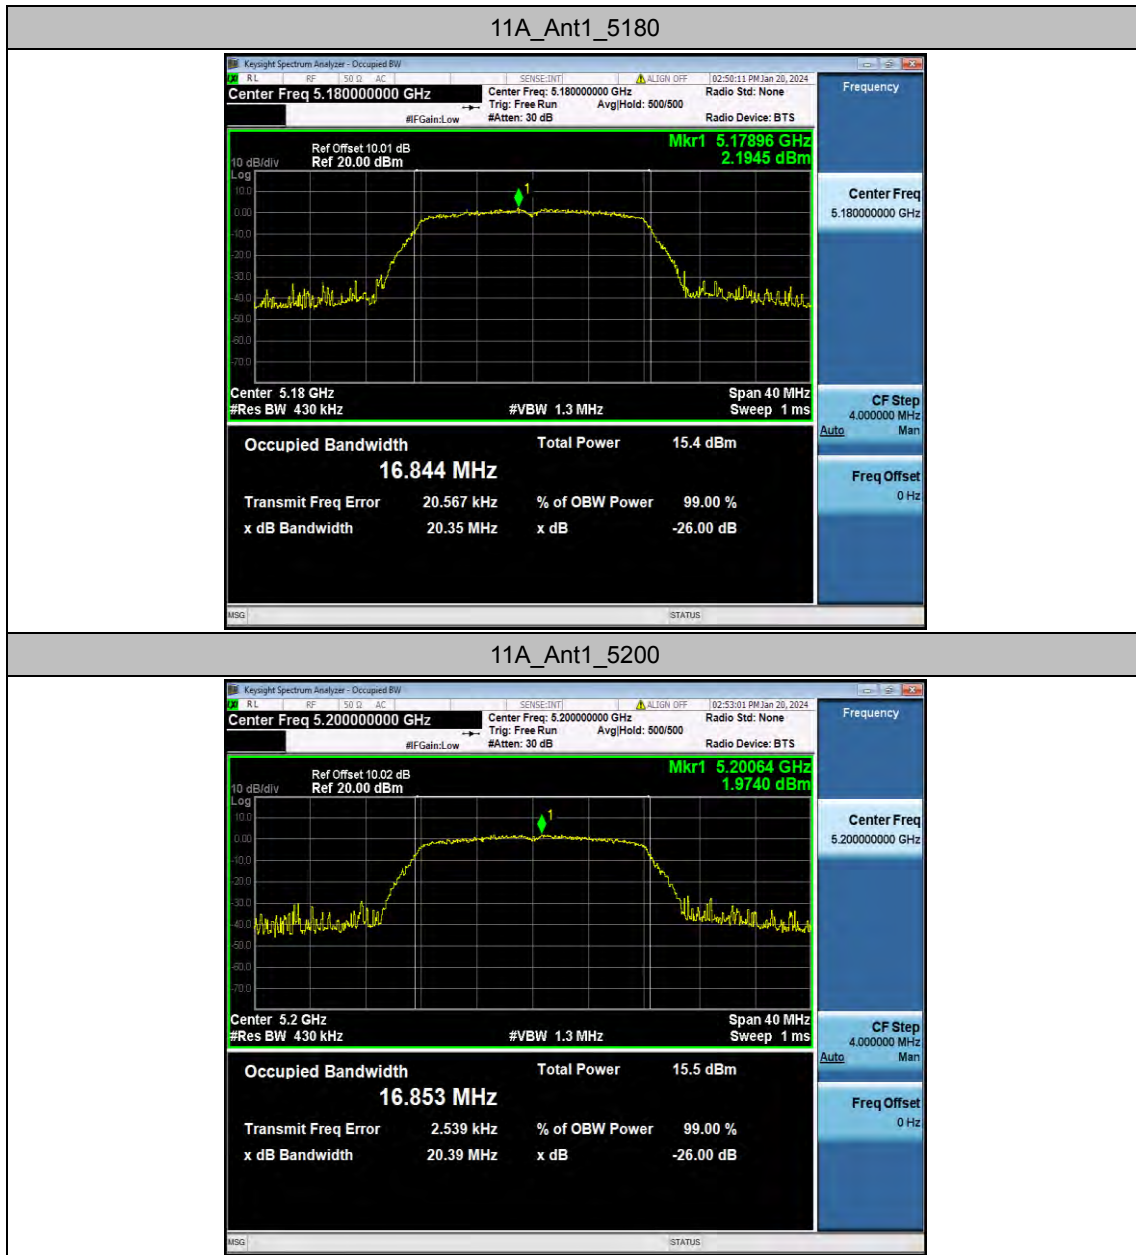 11A_Ant1_5180
Keysight Spectrum Analyzer - Occupied BW
RL RF 50 Ω AC SENSE:INT ALIGN OFF 02:50:11 PM Jan 20, 2024
Center Freq 5.180000000 GHz
Center Freq: 5.180000000 GHz
Radio Std: None
Trig: Free Run Avg|Hold: 500/500
#IFGain:Low #Atten: 30 dB Radio Device: BTS
Frequency
Mkr1 5.17896 GHz
2.1945 dBm
Ref Offset 10.01 dB
10 dB/div Ref 20.00 dBm
Log
10.0
0.00
-10.0
-20.0
-30.0
-40.0
-50.0
-60.0
-70.0
1
Center 5.18 GHz Span 40 MHz
#Res BW 430 kHz #VBW 1.3 MHz Sweep 1 ms
Center Freq
5.180000000 GHz
CF Step
4.000000 MHz
Auto Man
Freq Offset
0 Hz
Occupied Bandwidth Total Power 15.4 dBm
16.844 MHz
Transmit Freq Error 20.567 kHz % of OBW Power 99.00 %
x dB Bandwidth 20.35 MHz x dB -26.00 dB
MSG STATUS
11A_Ant1_5200
Keysight Spectrum Analyzer - Occupied BW
RL RF 50 Ω AC SENSE:INT ALIGN OFF 02:53:01 PM Jan 20, 2024
Center Freq 5.200000000 GHz
Center Freq: 5.200000000 GHz
Radio Std: None
Trig: Free Run Avg|Hold: 500/500
#IFGain:Low #Atten: 30 dB Radio Device: BTS
Frequency
Mkr1 5.20064 GHz
1.9740 dBm
Ref Offset 10.02 dB
10 dB/div Ref 20.00 dBm
Log
10.0
0.00
-10.0
-20.0
-30.0
-40.0
-50.0
-60.0
-70.0
1
Center 5.2 GHz Span 40 MHz
#Res BW 430 kHz #VBW 1.3 MHz Sweep 1 ms
Center Freq
5.200000000 GHz
CF Step
4.000000 MHz
Auto Man
Freq Offset
0 Hz
Occupied Bandwidth Total Power 15.5 dBm
16.853 MHz
Transmit Freq Error 2.539 kHz % of OBW Power 99.00 %
x dB Bandwidth 20.39 MHz x dB -26.00 dB
MSG STATUS